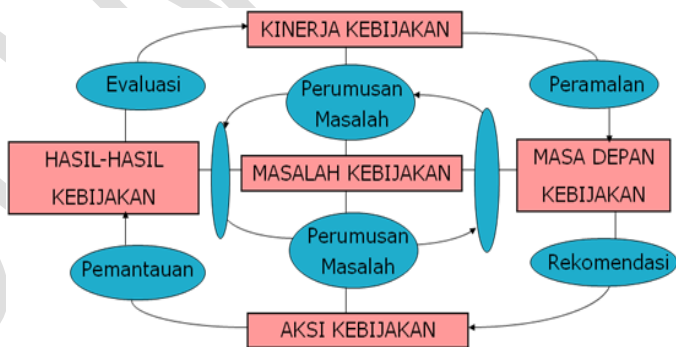 KINERJA KEBIJAKAN
Evaluasi
Perumusan
Masalah
Peramalan
HASIL-HASIL
KEBIJAKAN
MASALAH KEBIJAKAN
MASA DEPAN
KEBIJAKAN
Pemantauan
Perumusan
Masalah
Rekomendasi
AKSI KEBIJAKAN